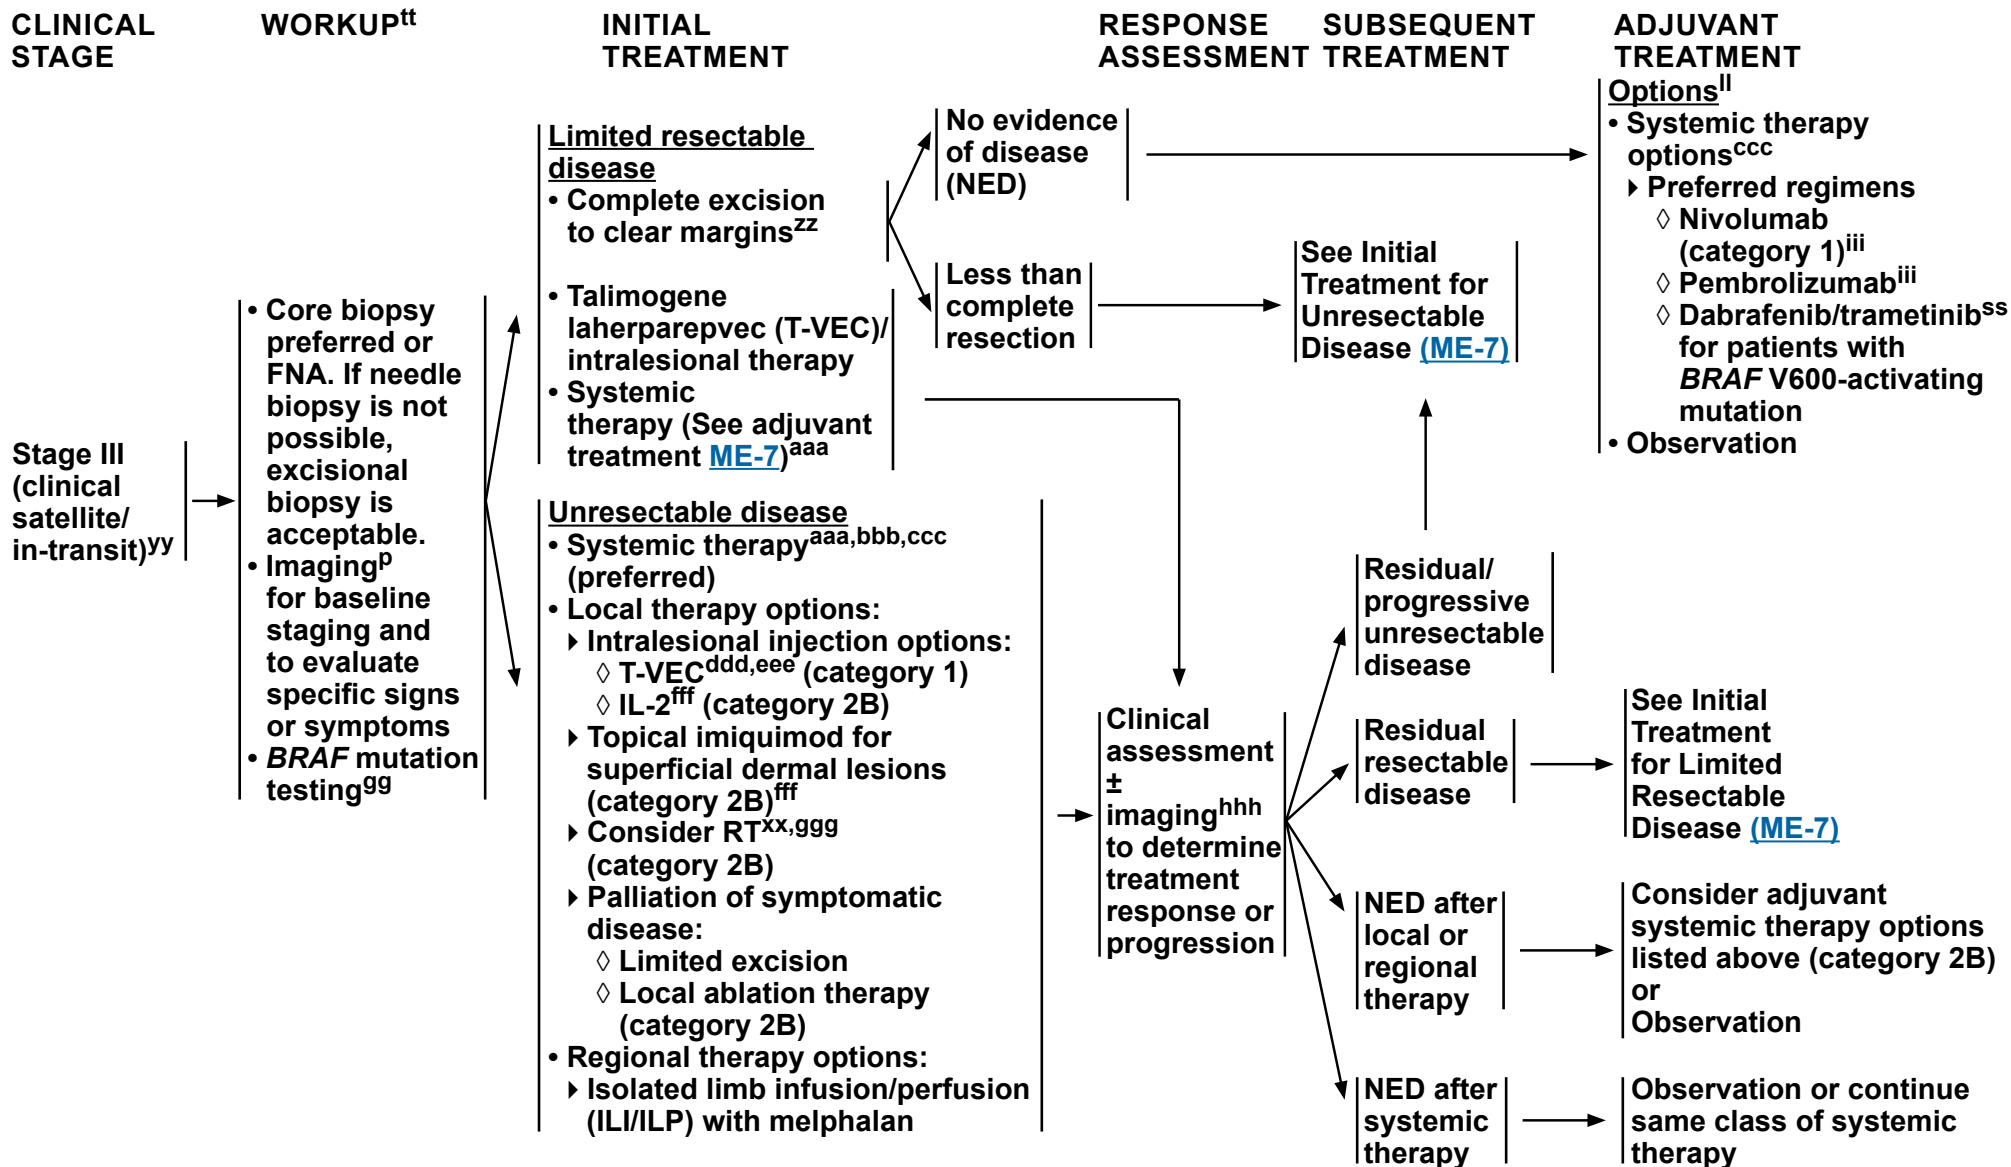 CLINICAL
STAGE
WORKUPtt
INITIAL
TREATMENT
RESPONSE
ASSESSMENT
SUBSEQUENT
TREATMENT
ADJUVANT
TREATMENT
Stage III
(clinical
satellite/
in-transit)yy
• Core biopsy
preferred or
FNA. If needle
biopsy is not
possible,
excisional
biopsy is
acceptable.
• Imagingp
for baseline
staging and
to evaluate
specific signs
or symptoms
• BRAF mutation
testinggg
Limited resectable
disease
• Complete excision
to clear marginszz
• Talimogene
laherparepvec (T-VEC)/
intralesional therapy
• Systemic
therapy (See adjuvant
treatment ME-7)aaa
Unresectable disease
• Systemic therapyaaa,bbb,ccc
(preferred)
• Local therapy options:
▸ Intralesional injection options:
◊ T-VECddd,eee (category 1)
◊ IL-2fff (category 2B)
▸ Topical imiquimod for
superficial dermal lesions
(category 2B)fff
▸ Consider RTxx,ggg
(category 2B)
▸ Palliation of symptomatic
disease:
◊ Limited excision
◊ Local ablation therapy
(category 2B)
• Regional therapy options:
▸ Isolated limb infusion/perfusion
(ILI/ILP) with melphalan
No evidence
of disease
(NED)
Less than
complete
resection
See Initial
Treatment for
Unresectable
Disease (ME-7)
Optionsll
• Systemic therapy
optionsccc
▸ Preferred regimens
◊ Nivolumab
(category 1)iii
◊ Pembrolizumabiii
◊ Dabrafenib/trametinibss
for patients with
BRAF V600-activating
mutation
• Observation
Clinical
assessment
±
imaginghhh
to determine
treatment
response or
progression
Residual/
progressive
unresectable
disease
Residual
resectable
disease
See Initial
Treatment
for Limited
Resectable
Disease (ME-7)
NED after
local or
regional
therapy
Consider adjuvant
systemic therapy options
listed above (category 2B)
or
Observation
NED after
systemic
therapy
Observation or continue
same class of systemic
therapy